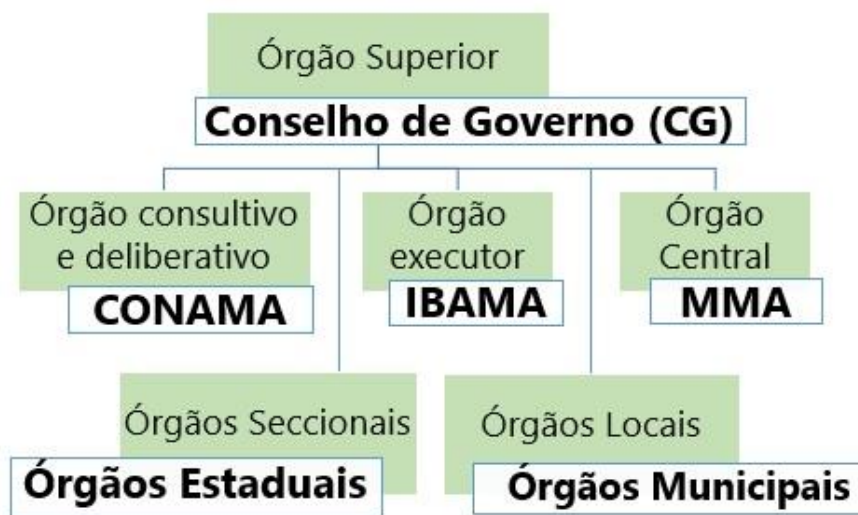 Órgão Superior
Conselho de Governo (CG)
Órgão consultivo
e deliberativo
CONAMA
Órgão
executor
IBAMA
Órgão
Central
MMA
Órgãos Seccionais
Órgãos Estaduais
Órgãos Locais
Órgãos Municipais